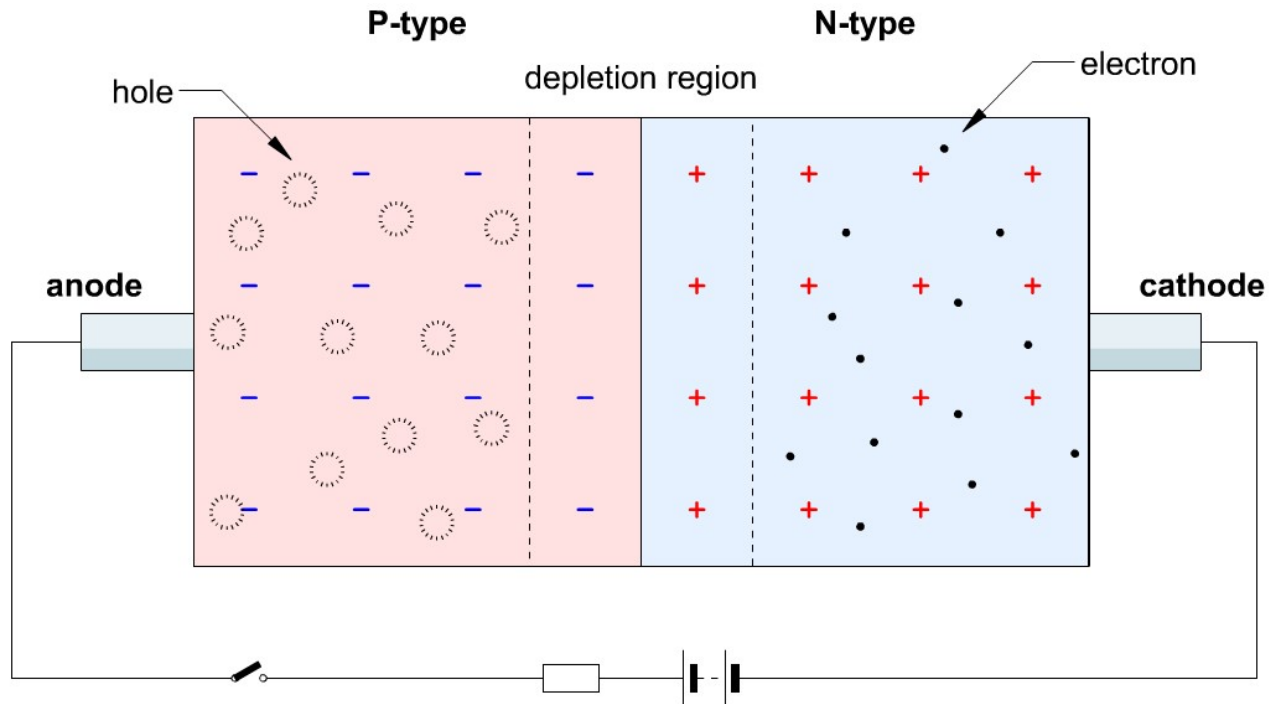 P-type
N-type
depletion region
hole
electron
anode
cathode